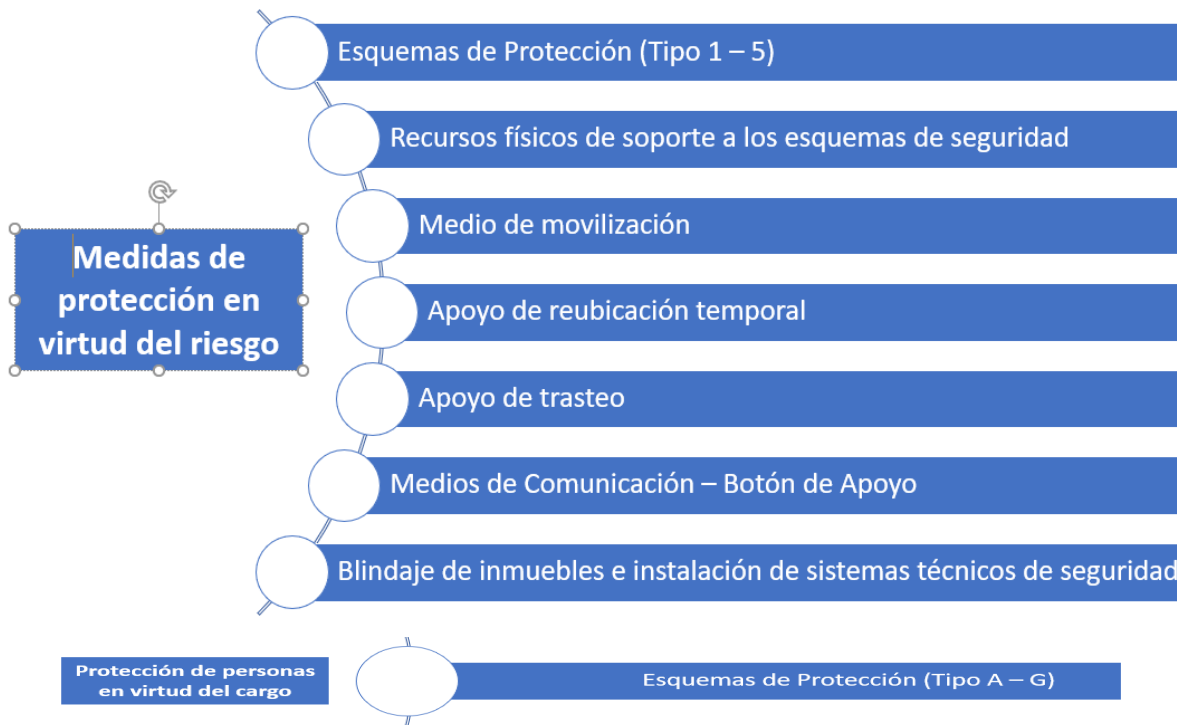 Esquemas de Protección (Tipo 1 – 5)
Recursos físicos de soporte a los esquemas de seguridad
Medio de movilización
Medidas de
protección en
virtud del riesgo
Apoyo de reubicación temporal
Apoyo de trasteo
Medios de Comunicación – Botón de Apoyo
Blindaje de inmuebles e instalación de sistemas técnicos de seguridad
Protección de personas
en virtud del cargo
Esquemas de Protección (Tipo A – G)